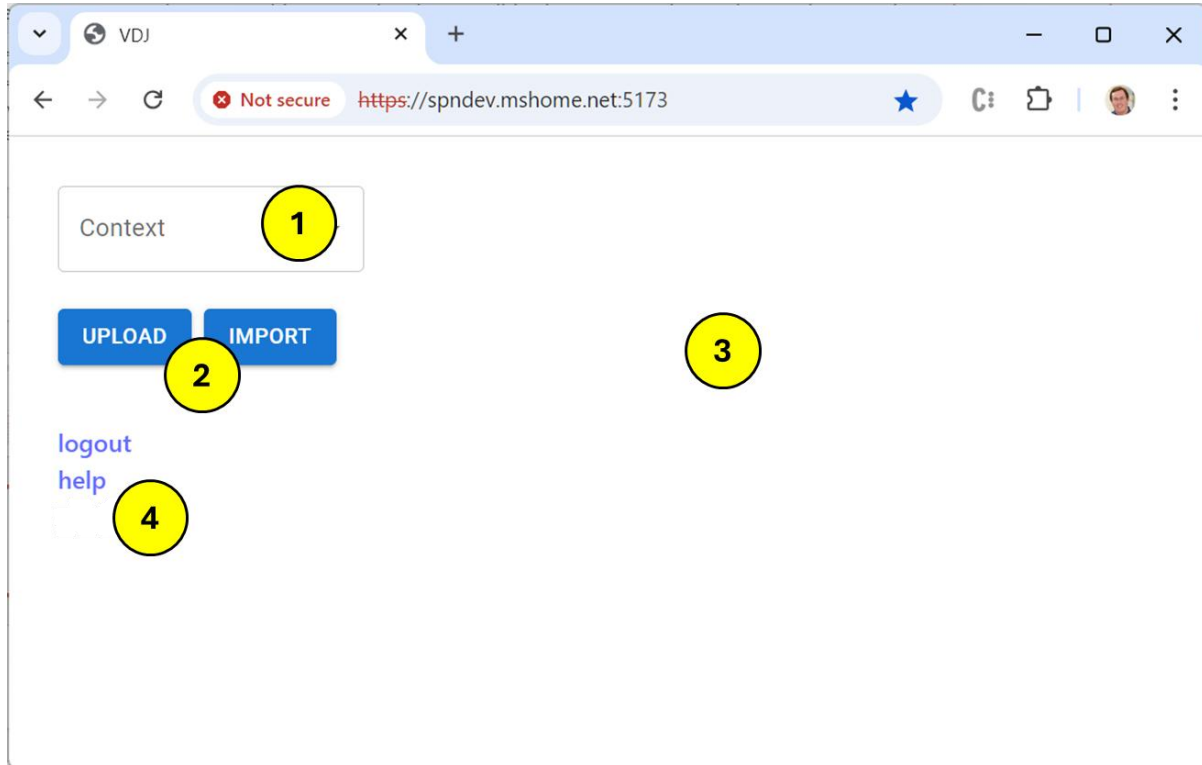 VDJ
Not secure https://spndev.mshome.net:5173
Context
1
UPLOAD IMPORT
2
3
logout
help
4